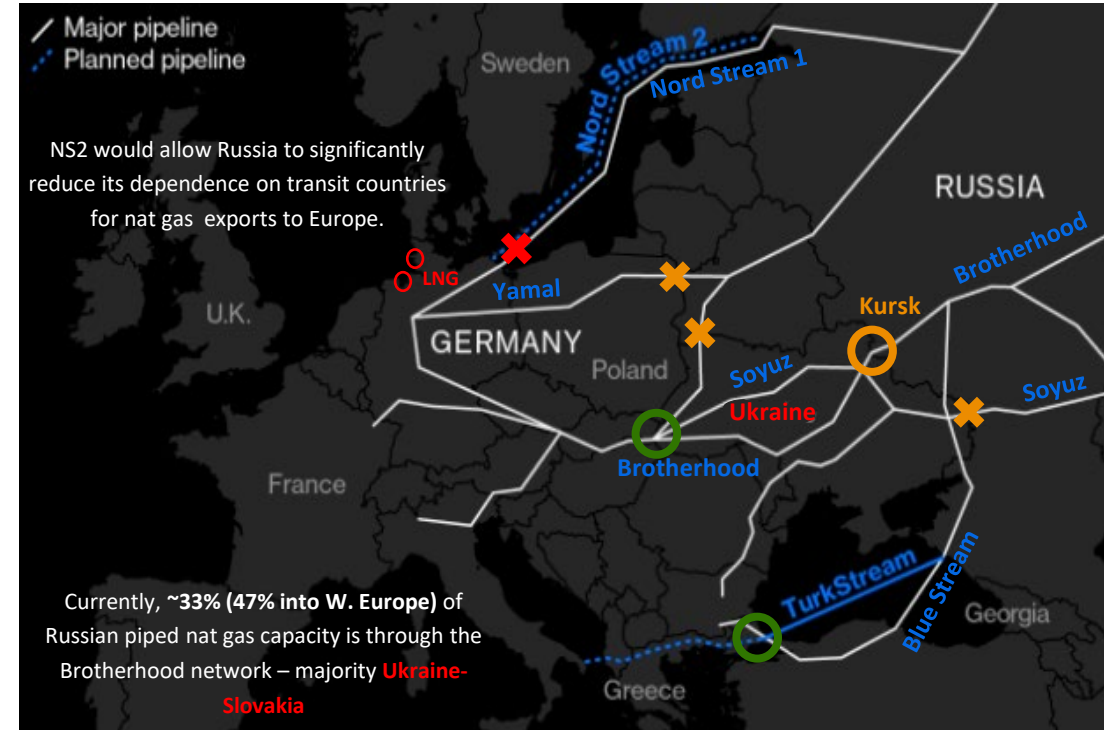 Major pipeline
Planned pipeline
Sweden
Nord Stream 2
Nord Stream 1
NS2 would allow Russia to significantly
reduce its dependence on transit countries
for nat gas exports to Europe.
RUSSIA
Brotherhood
LNG
Yamal
U.K.
Kursk
GERMANY
Poland
Soyuz
Soyuz
Ukraine
Brotherhood
France
TurkStream
Blue Stream
Georgia
Currently, ~33% (47% into W. Europe) of
Russian piped nat gas capacity is through the
Brotherhood network – majority Ukraine-
Slovakia
Greece